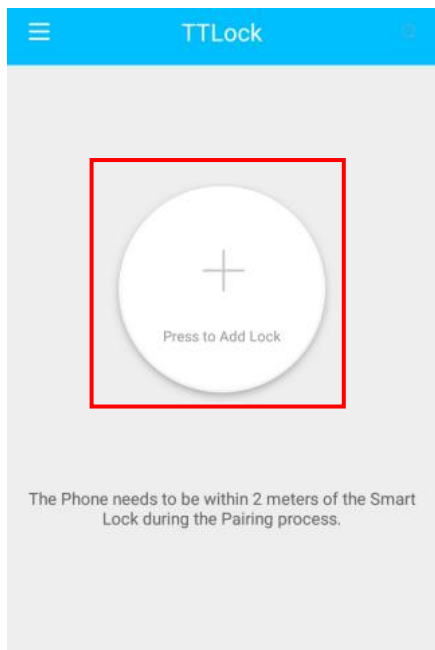 TTLock
Press to Add Lock
The Phone needs to be within 2 meters of the Smart
Lock during the Pairing process.